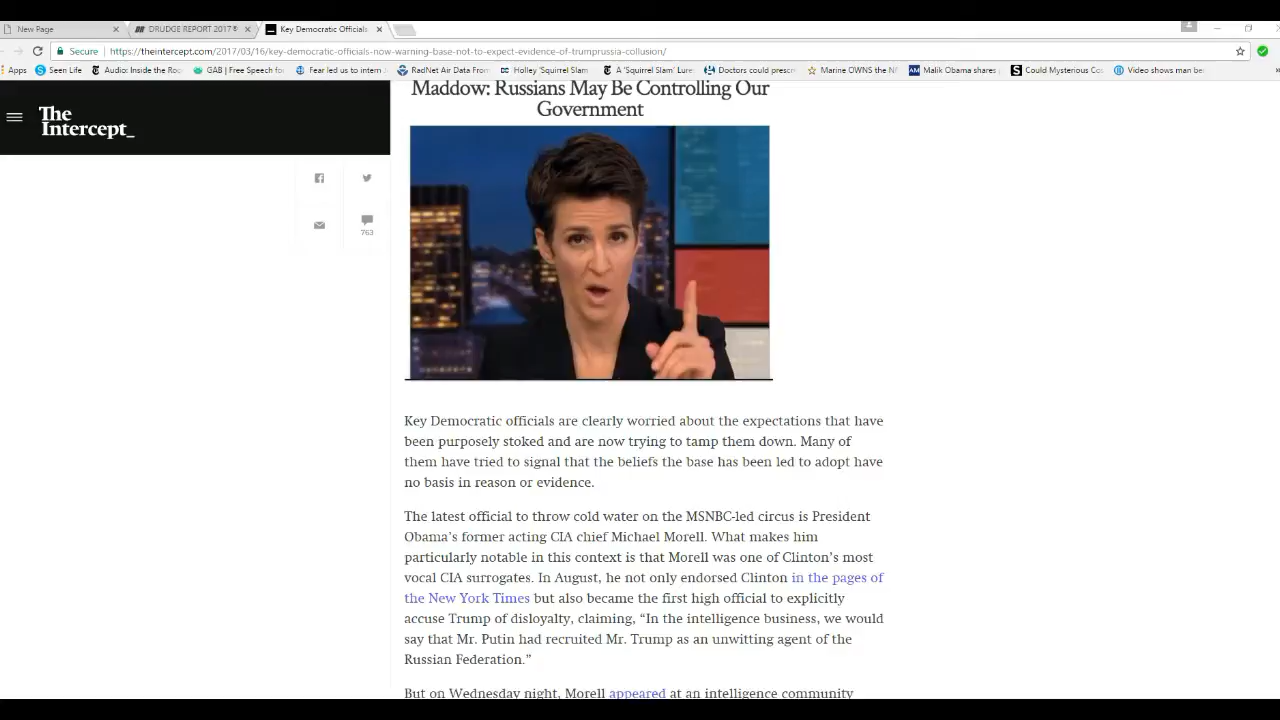 New Page
DRUDGE REPORT 2017®
Key Democratic Officials
Secure
https://theintercept.com/2017/03/16/key-democratic-officials-now-warning-base-not-to-expect-evidence-of-trumprussia-collusion/
Apps
Seen Life
Audio: Inside the Roo
GAB | Free Speech fo
Fear led us to intern J
RadNet Air Data From
Holley 'Squirrel Slam
A 'Squirrel Slam' Lure
Doctors could prescri
Marine OWNS the N
Malik Obama shares
Could Mysterious Co
Video shows man be
The
Intercept_
763
Maddow: Russians May Be Controlling Our
Government
Key Democratic officials are clearly worried about the expectations that have
been purposely stoked and are now trying to tamp them down. Many of
them have tried to signal that the beliefs the base has been led to adopt have
no basis in reason or evidence.
The latest official to throw cold water on the MSNBC-led circus is President
Obama's former acting CIA chief Michael Morell. What makes him
particularly notable in this context is that Morell was one of Clinton's most
vocal CIA surrogates. In August, he not only endorsed Clinton in the pages of
the New York Times but also became the first high official to explicitly
accuse Trump of disloyalty, claiming, “In the intelligence business, we would
say that Mr. Putin had recruited Mr. Trump as an unwitting agent of the
Russian Federation.”
But on Wednesday night, Morell appeared at an intelligence community